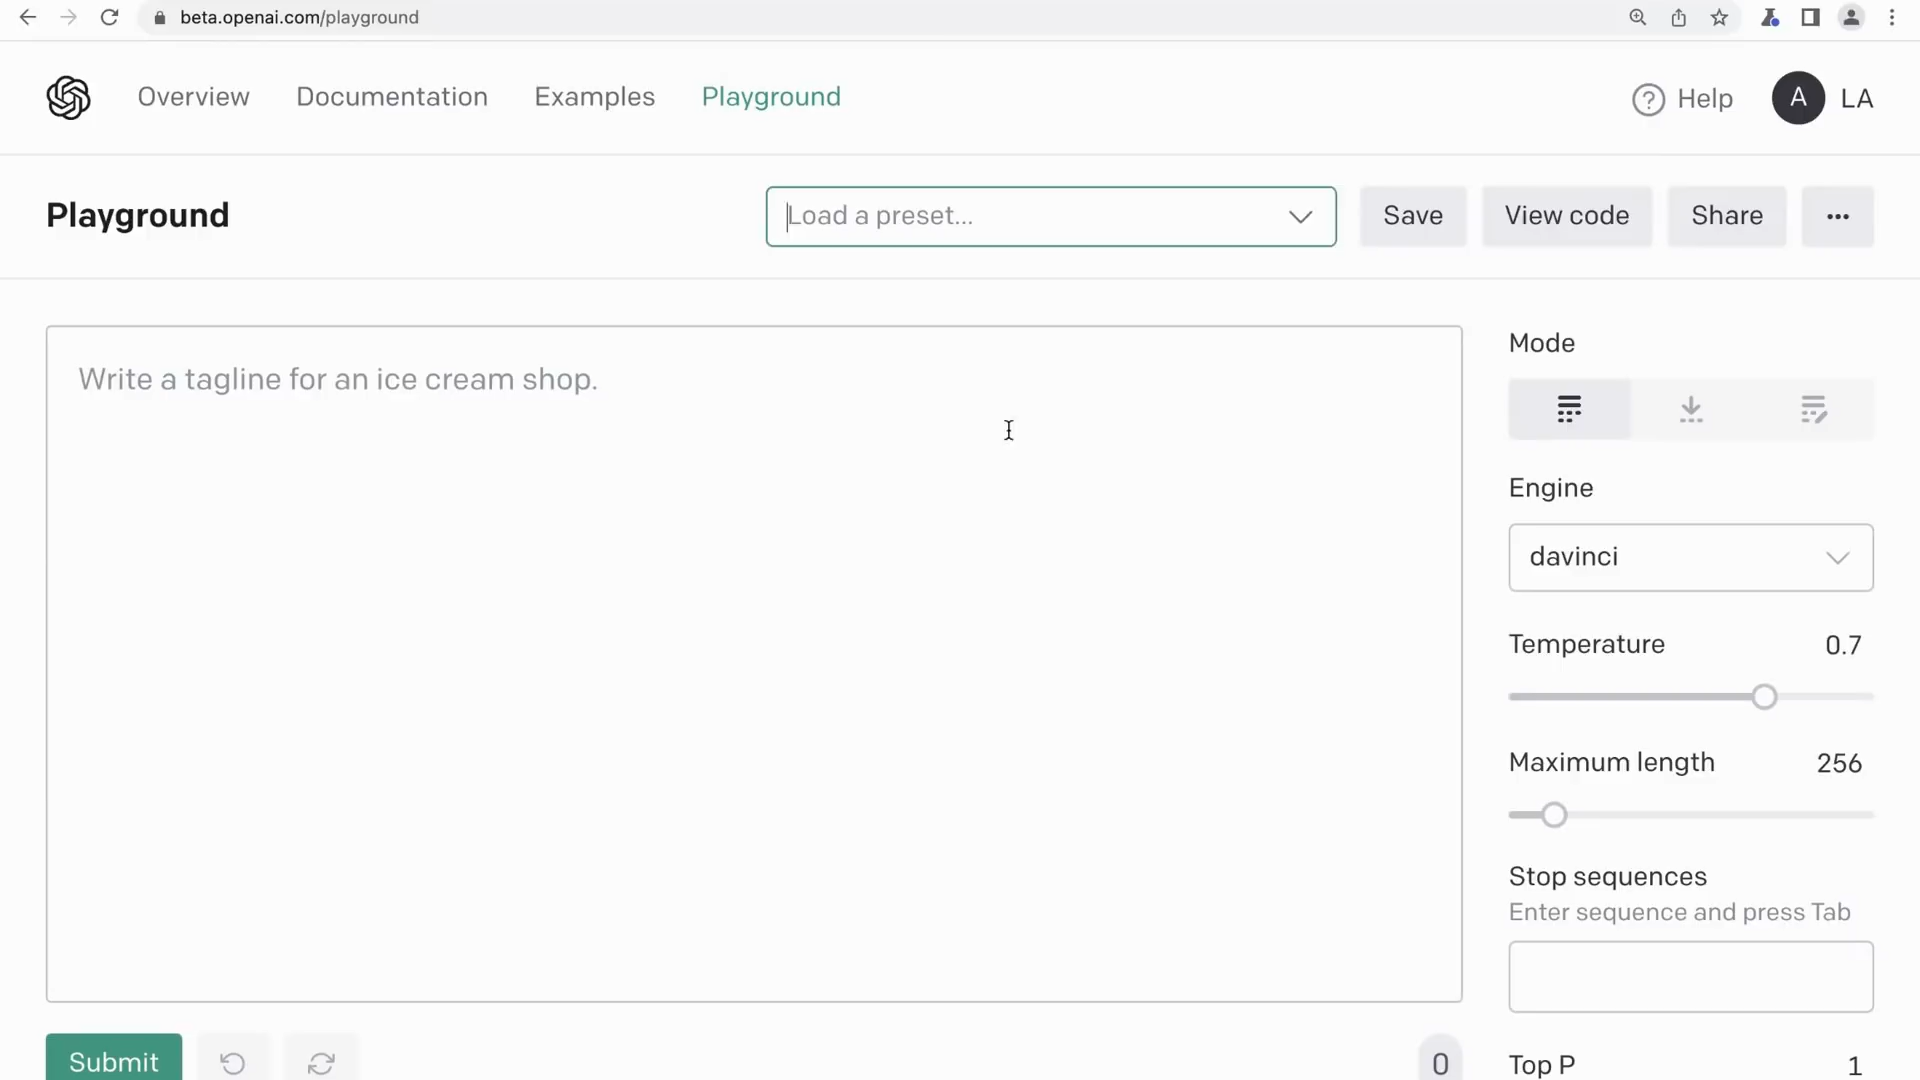 beta.openai.com/playground
Overview Documentation Examples Playground Help A LA
Playground Load a preset... Save View code Share
Write a tagline for an ice cream shop.
Mode
Engine
davinci
Temperature 0.7
Maximum length 256
Stop sequences
Enter sequence and press Tab
Submit 0 Top P 1